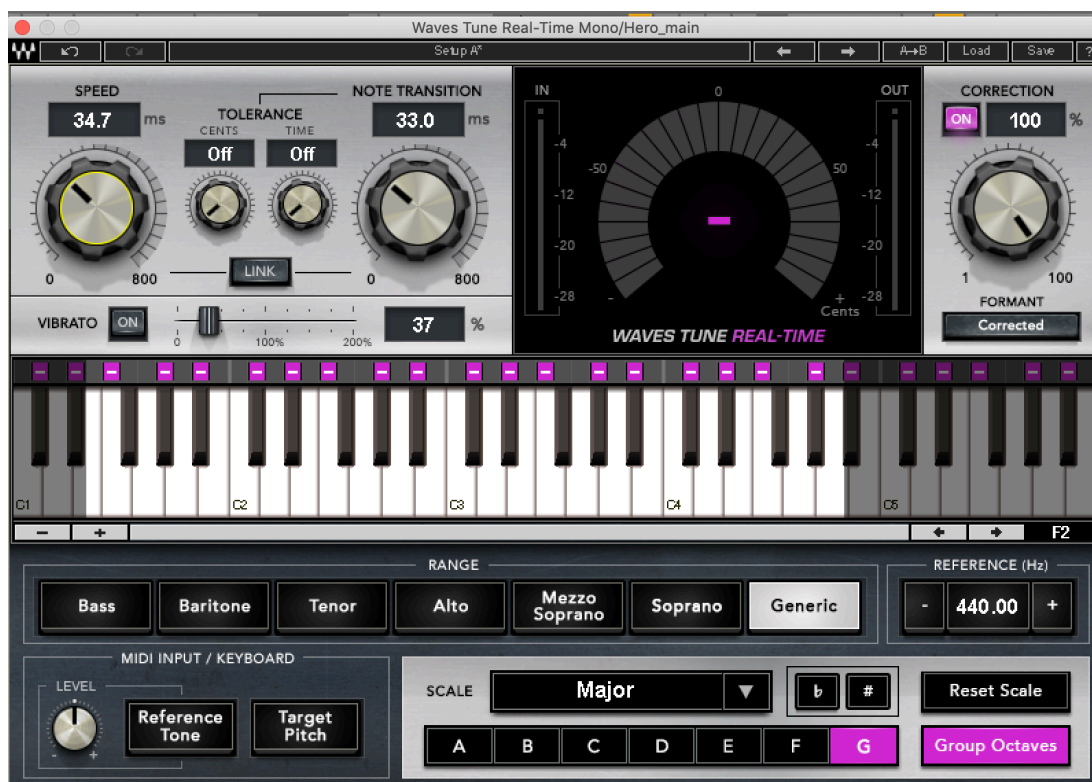 Waves Tune Real-Time Mono/Hero_main
Setup A* A→B Load Save ?
SPEED
34.7 ms
0 800
TOLERANCE
CENTS TIME
Off Off
LINK
NOTE TRANSITION
33.0 ms
0 800
VIBRATO ON
0 100% 200%
37 %
IN
-4
-12
-20
-28
0
-50 50
- +
Cents
OUT
-4
-12
-20
-28
WAVES TUNE REAL-TIME
CORRECTION
ON 100 %
1 100
FORMANT
Corrected
C1 C2 C3 C4 C5
- + F2
RANGE
Bass Baritone Tenor Alto Mezzo Soprano Soprano Generic
REFERENCE (Hz)
- 440.00 +
MIDI INPUT / KEYBOARD
LEVEL
- +
Reference Tone
Target Pitch
SCALE Major ♭ # Reset Scale
A B C D E F G Group Octaves